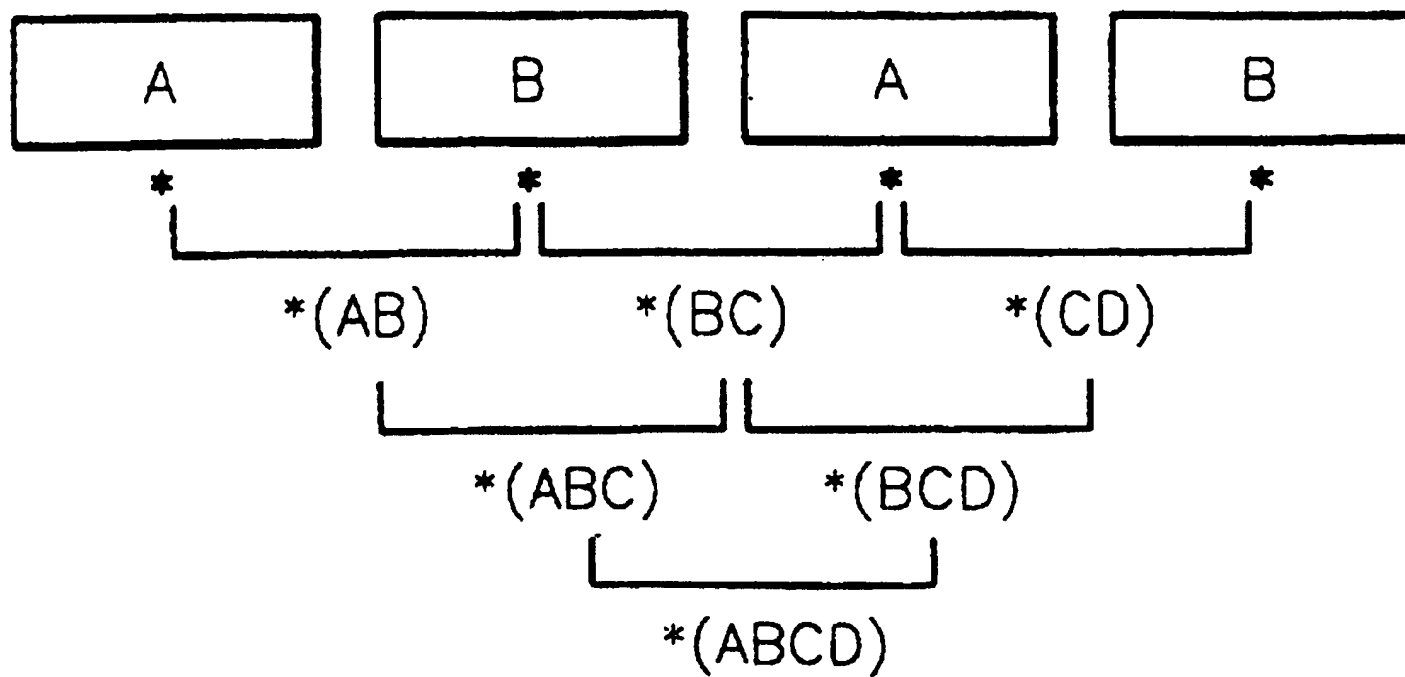 A B A B
* * * *
*(AB) *(BC) *(CD)
*(ABC) *(BCD)
*(ABCD)